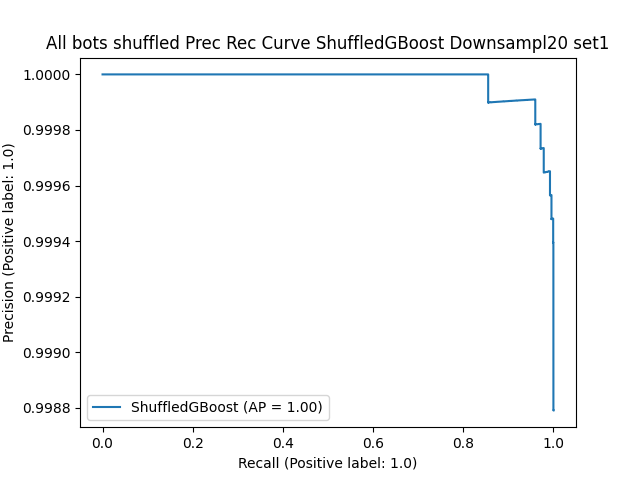 All bots shuffled Prec Rec Curve ShuffledGBoost Downsampl20 set1
1.0000
0.9998
0.9996
0.9994
0.9992
0.9990
0.9988
Precision (Positive label: 1.0)
ShuffledGBoost (AP = 1.00)
0.0 0.2 0.4 0.6 0.8 1.0
Recall (Positive label: 1.0)